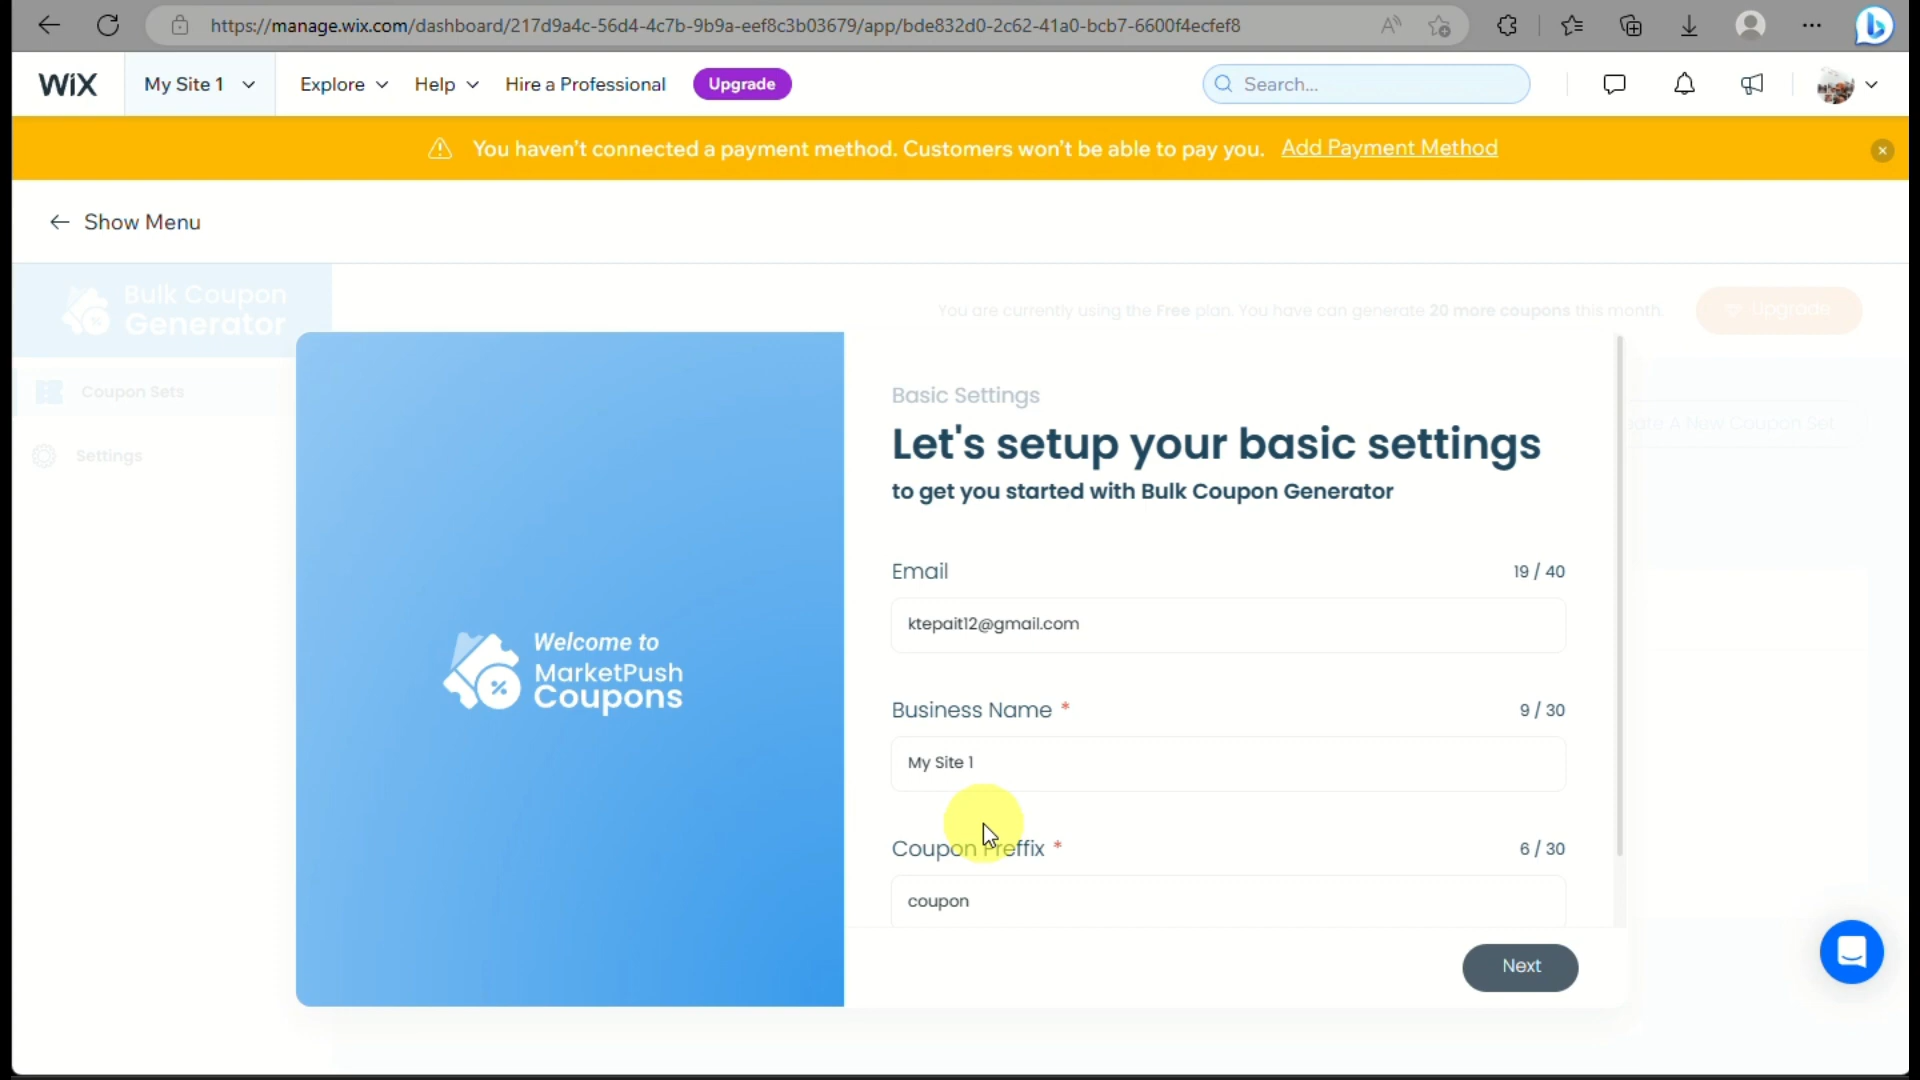 https://manage.wix.com/dashboard/217d9a4c-56d4-4c7b-9b9a-eef8c3b03679/app/bde832d0-2c62-41a0-bcb7-6600f4ecfef8
WiX
My Site 1
Explore
Help
Hire a Professional
Upgrade
Search...
You haven't connected a payment method. Customers won't be able to pay you. Add Payment Method
Show Menu
Bulk Coupon
Generator
You are currently using the Free plan. You have can generate 20 more coupons this month.
Upgrade
Coupon Sets
A New Coupon Set
Settings
Welcome to
MarketPush
Coupons
Basic Settings
Let's setup your basic settings
to get you started with Bulk Coupon Generator
Email
19 / 40
ktepait12@gmail.com
Business Name *
9 / 30
My Site 1
Coupon Preffix *
6 / 30
coupon
Next